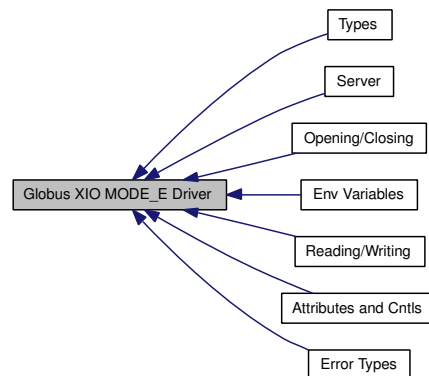 Types
Server
Opening/Closing
Globus XIO MODE_E Driver
Env Variables
Reading/Writing
Attributes and Cntls
Error Types